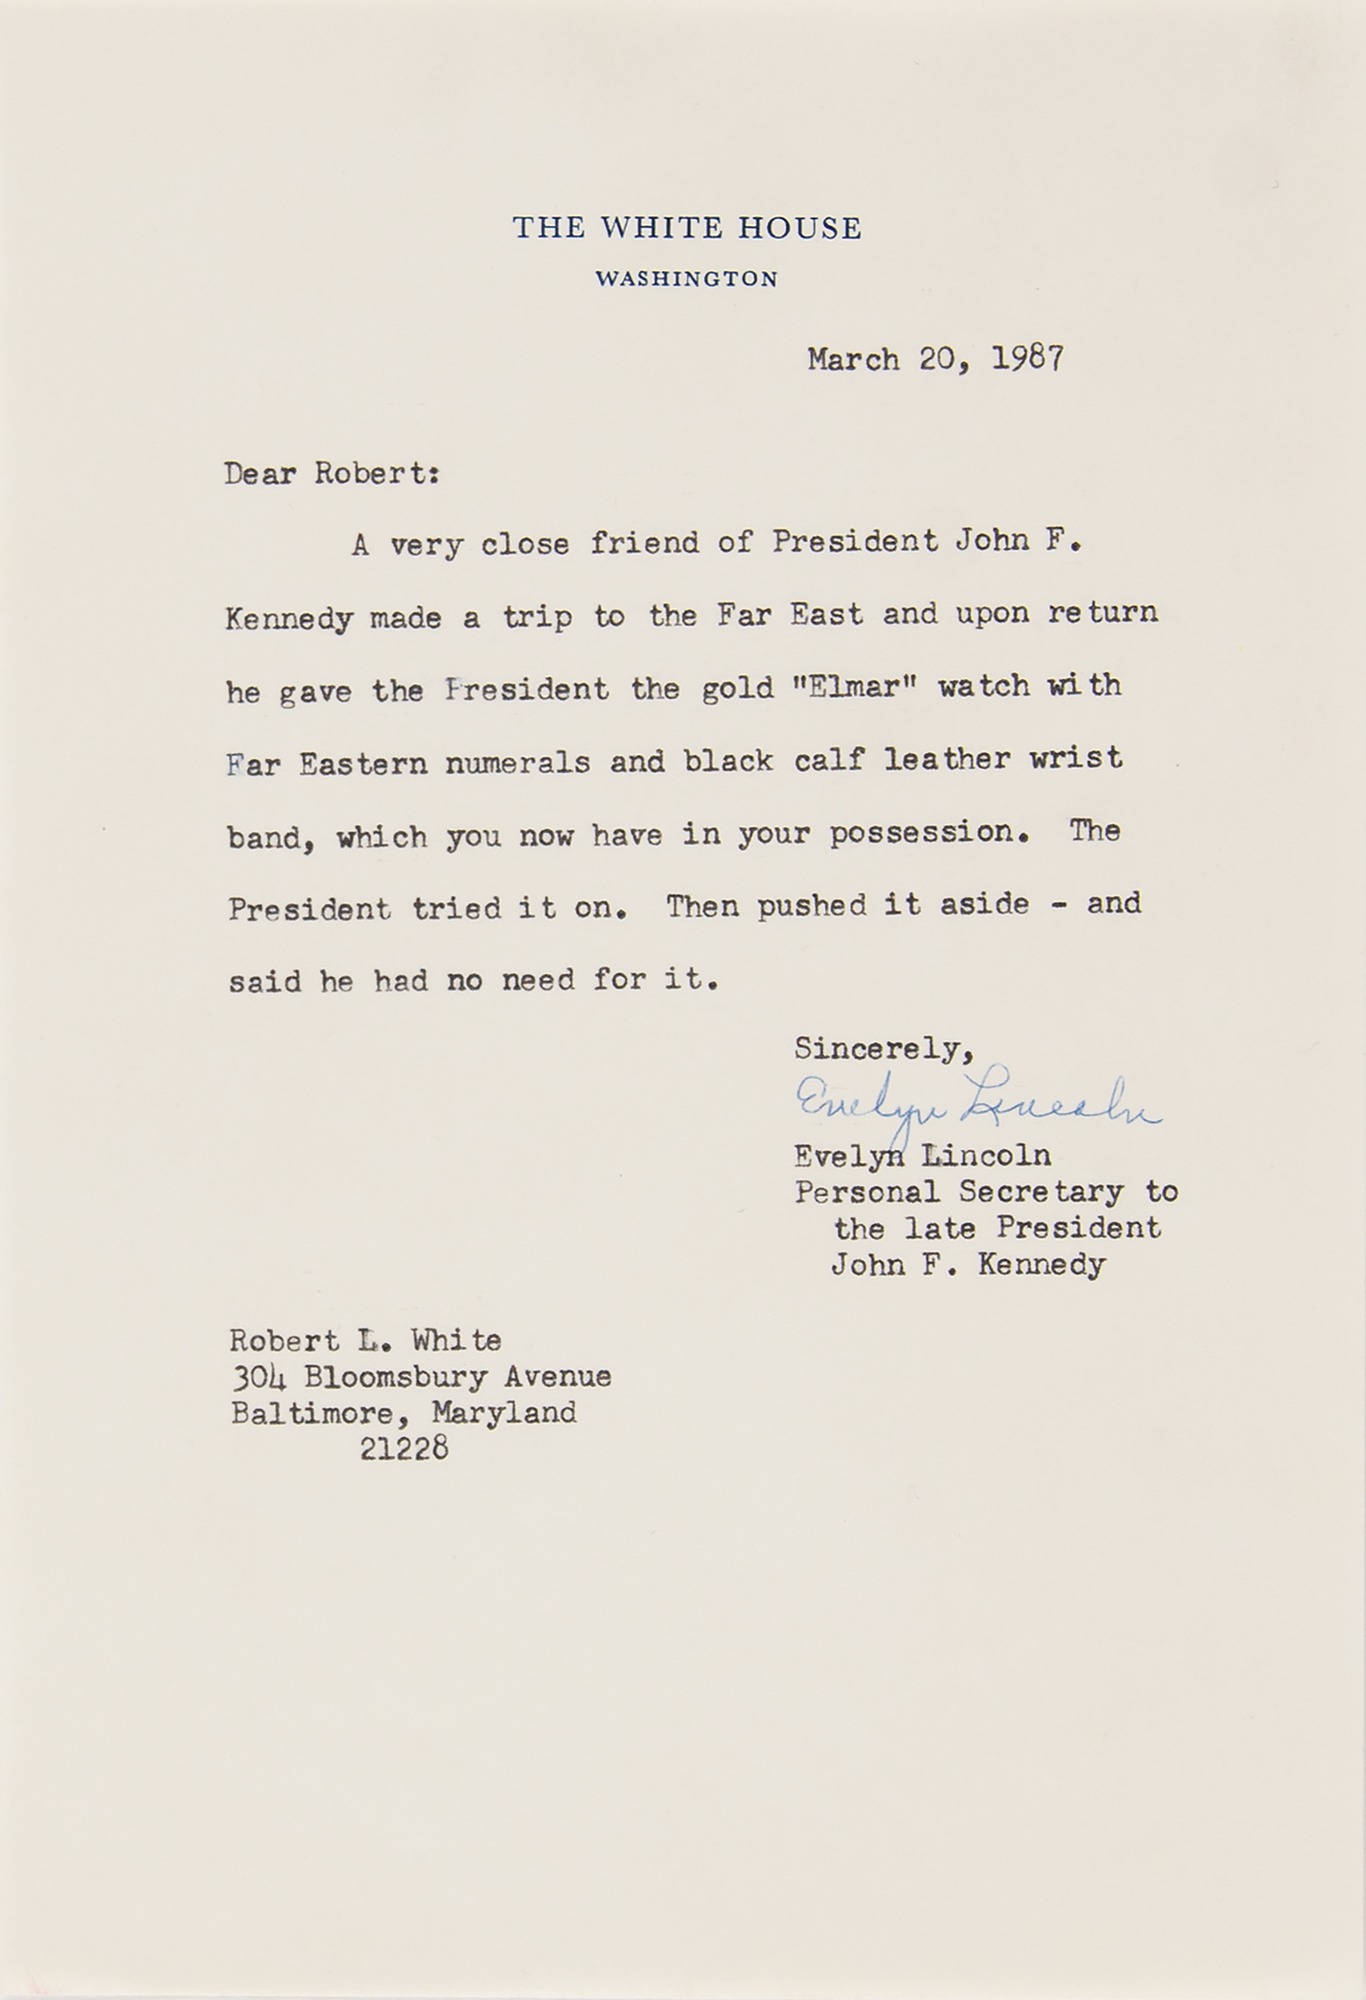 THE WHITE HOUSE
WASHINGTON
March 20, 1987
Dear Robert:
A very close friend of President John F.
Kennedy made a trip to the Far East and upon return
he gave the President the gold "Elmar" watch with
Far Eastern numerals and black calf leather wrist
band, which you now have in your possession. The
President tried it on. Then pushed it aside - and
said he had no need for it.
Sincerely,
Evelyn Lincoln
Evelyn Lincoln
Personal Secretary to
the late President
John F. Kennedy
Robert L. White
304 Bloomsbury Avenue
Baltimore, Maryland
21228